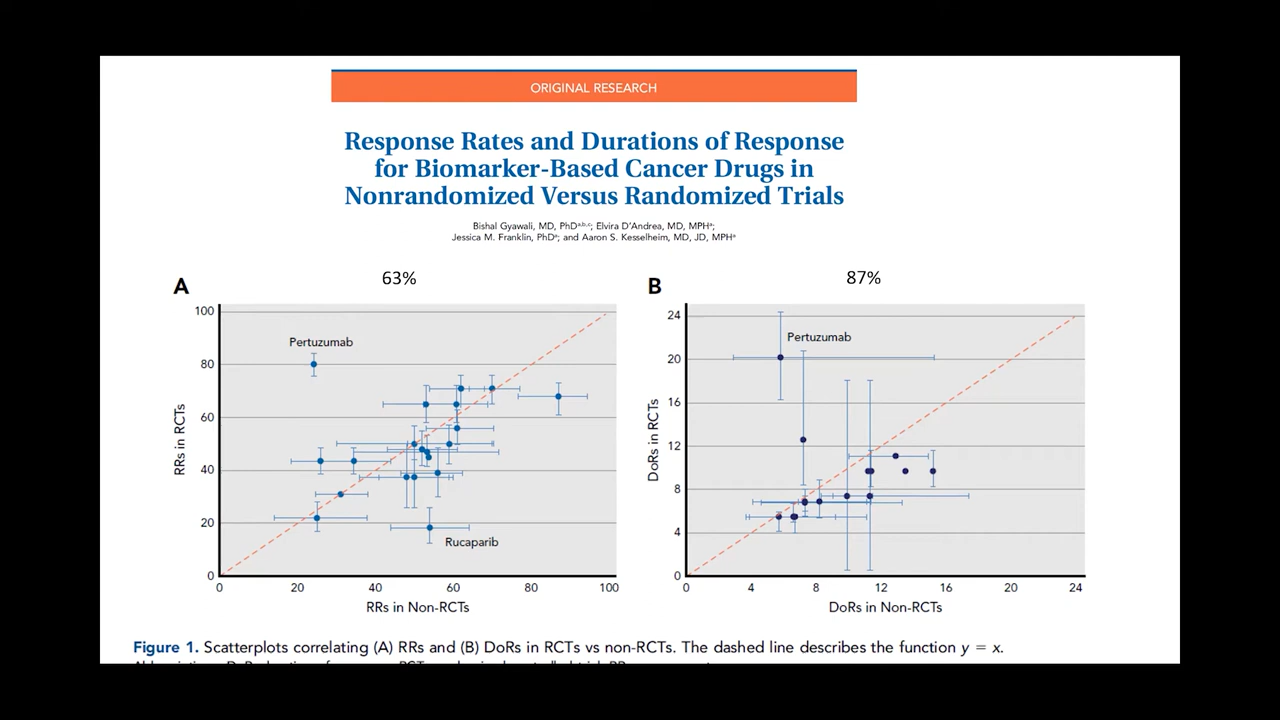 ORIGINAL RESEARCH
Response Rates and Durations of Response
for Biomarker-Based Cancer Drugs in
Nonrandomized Versus Randomized Trials
Bishal Gyawali, MD, PhDa,b,c; Elvira D'Andrea, MD, MPHa;
Jessica M. Franklin, PhDa; and Aaron S. Kesselheim, MD, JD, MPHa
A
63%
100
80
60
40
20
0
RRs in RCTs
Pertuzumab
Rucaparib
0 20 40 60 80 100
RRs in Non-RCTs
B
87%
24
20
16
12
8
4
0
DoRs in RCTs
Pertuzumab
0 4 8 12 16 20 24
DoRs in Non-RCTs
Figure 1. Scatterplots correlating (A) RRs and (B) DoRs in RCTs vs non-RCTs. The dashed line describes the function y = x.